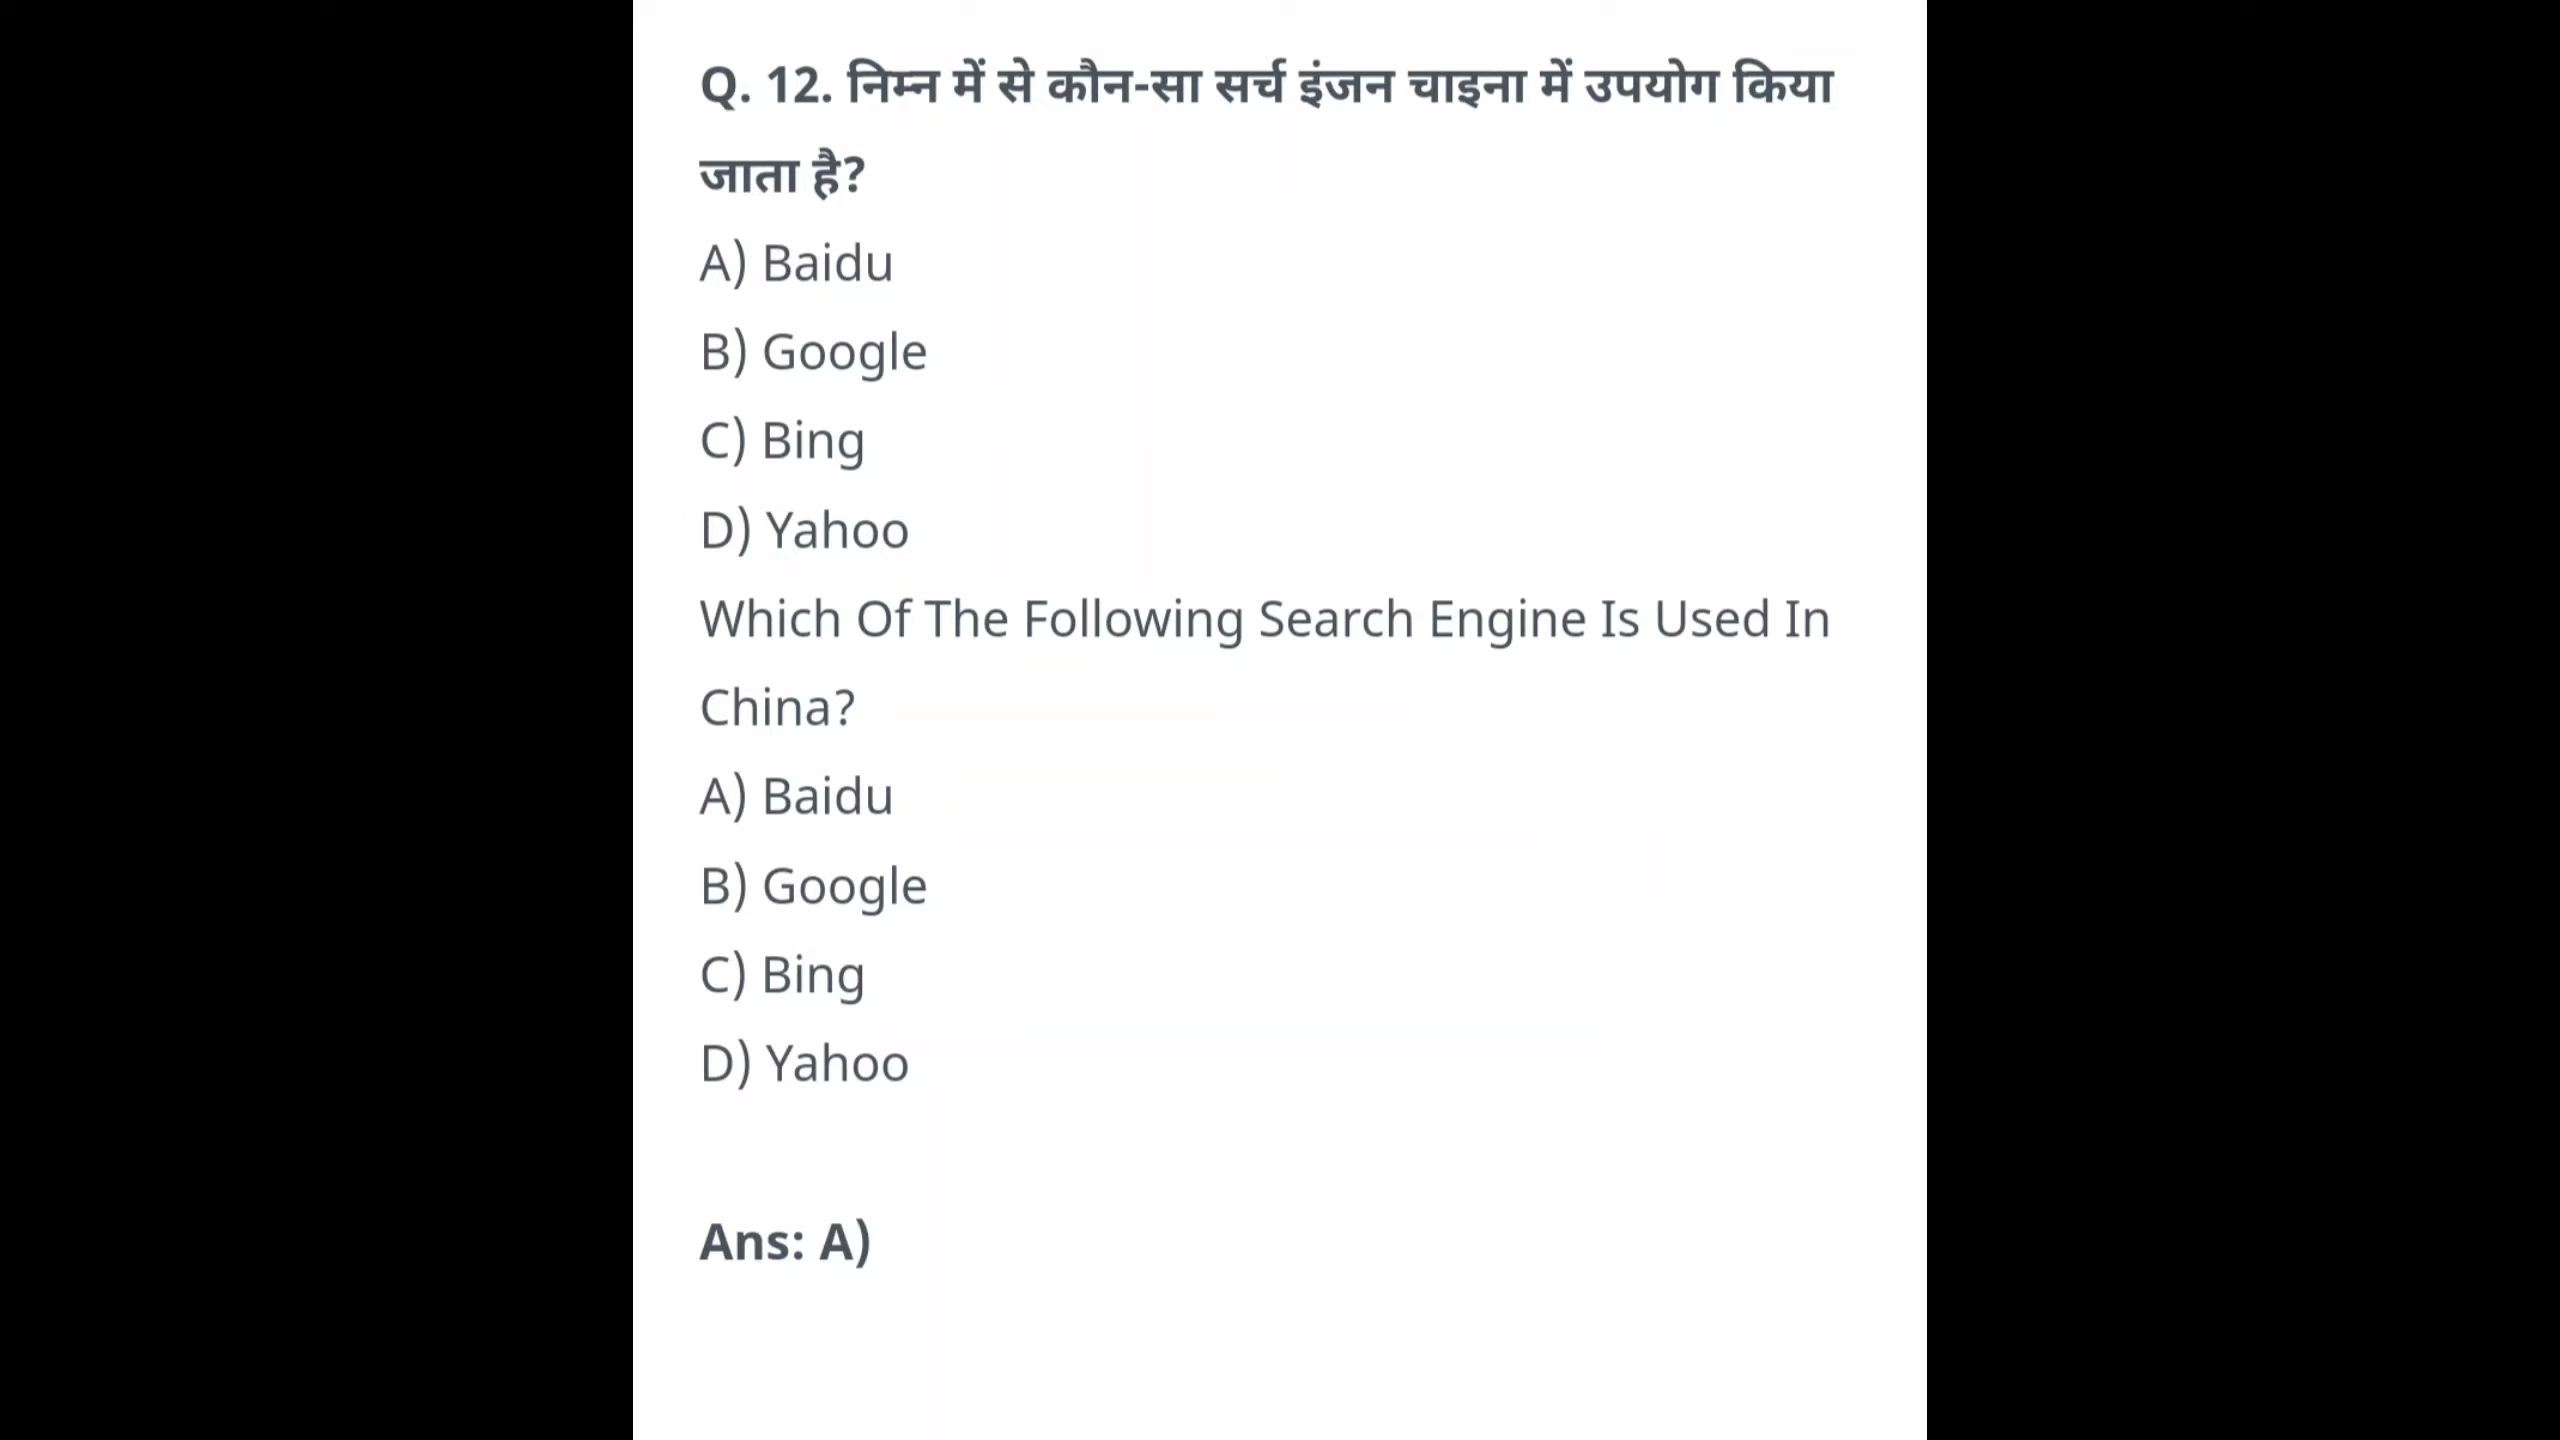 Q. 12. निम्न में से कौन-सा सर्च इंजन चाइना में उपयोग किया
जाता है?
A) Baidu
B) Google
C) Bing
D) Yahoo
Which Of The Following Search Engine Is Used In
China?
A) Baidu
B) Google
C) Bing
D) Yahoo
Ans: A)